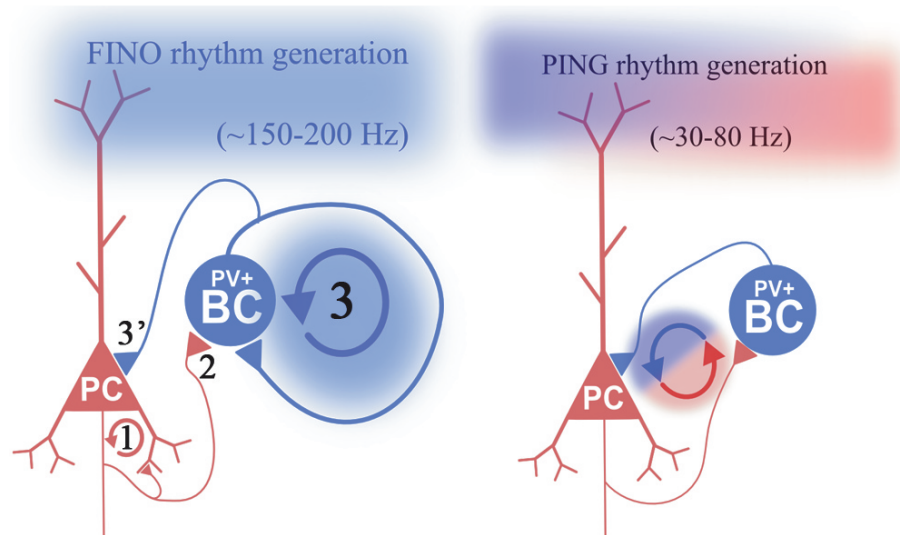 FINO rhythm generation
(~150-200 Hz)
PV+
BC
3
3’
2
PC
1
PING rhythm generation
(~30-80 Hz)
PV+
BC
PC